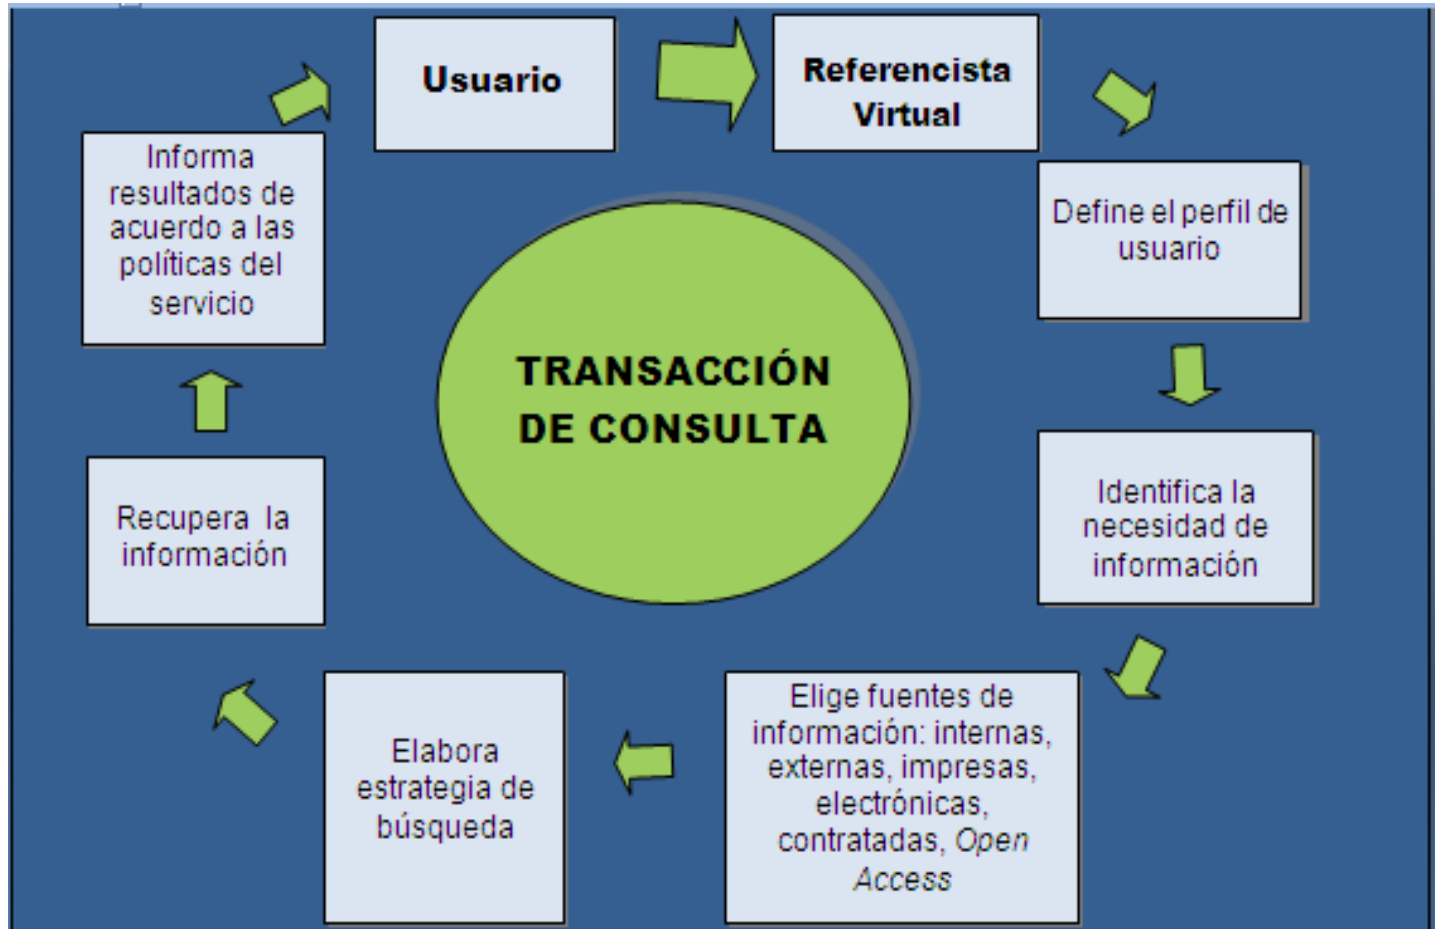 Usuario
Referencista
Virtual
Define el perfil de
usuario
Identifica la
necesidad de
información
Elige fuentes de
información: internas,
externas, impresas,
electrónicas,
contratadas, Open
Access
Elabora
estrategia de
búsqueda
Recupera la
información
Informa
resultados de
acuerdo a las
políticas del
servicio
TRANSACCIÓN
DE CONSULTA